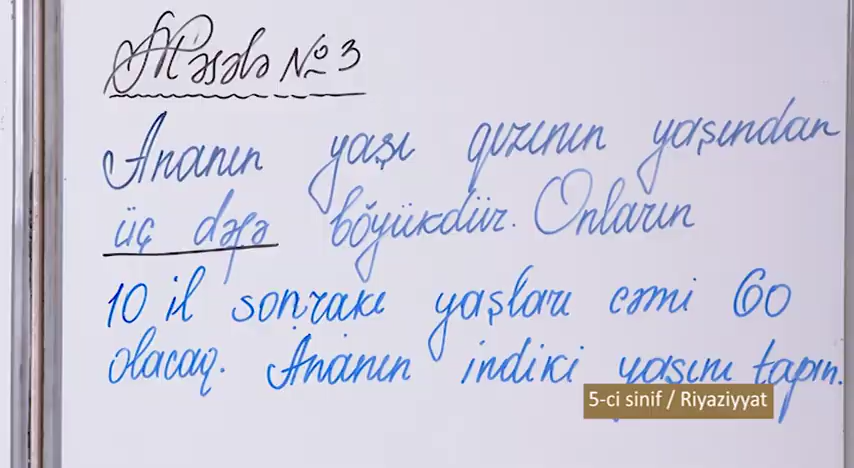 Məsələ № 3
Ananın yaşı qızının yaşından
üç dəfə böyükdür. Onların
10 il sonrakı yaşları cəmi 60
olacaq. Ananın indiki yaşını tapın.
5-ci sinif / Riyaziyyat